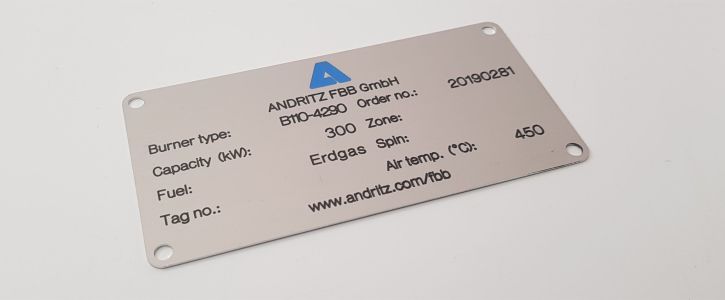 ANDRITZ FBB GmbH
Burner type: B110-4290 Order no.: 20190281
Capacity (kW): 300 Zone:
Fuel: Erdgas Spin:
Tag no.: Air temp. (°C): 450
www.andritz.com/fbb